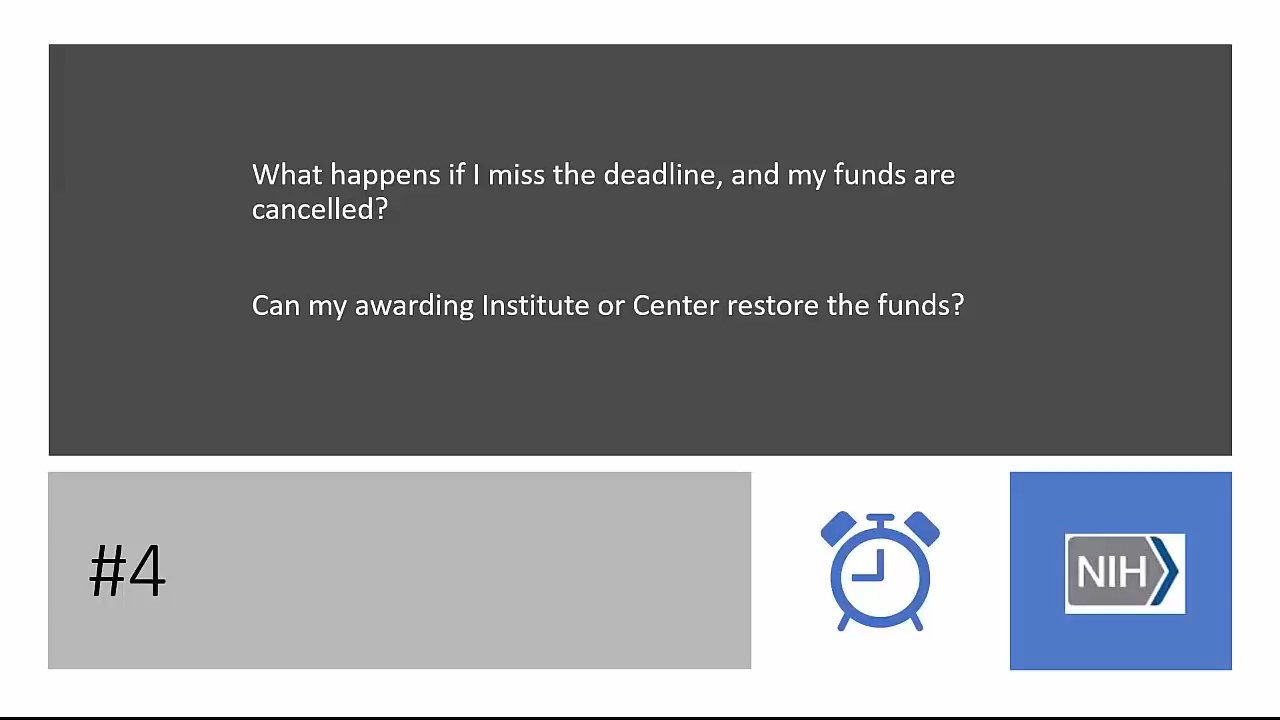 What happens if I miss the deadline, and my funds are
cancelled?
Can my awarding Institute or Center restore the funds?
#4
NIH